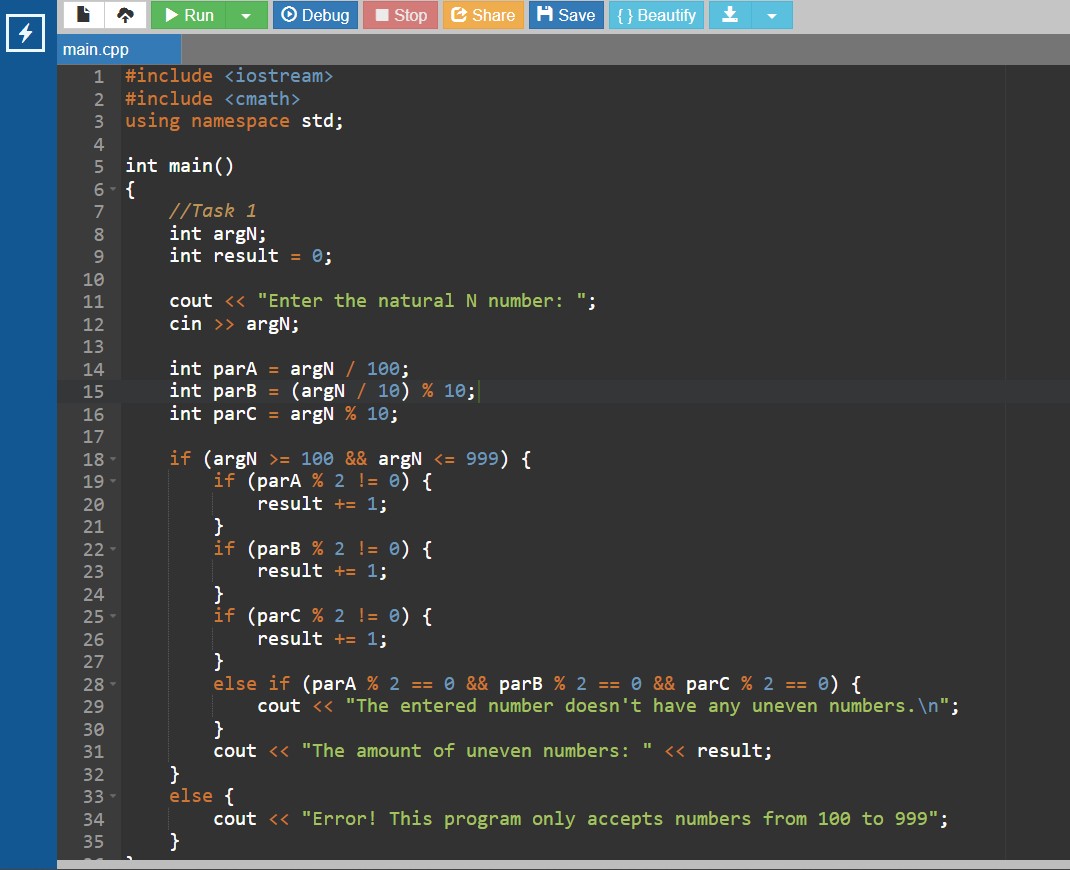 Run Debug Stop Share Save { } Beautify
main.cpp
1 #include <iostream>
2 #include <cmath>
3 using namespace std;
4
5 int main()
6 {
7     //Task 1
8     int argN;
9     int result = 0;
10
11     cout << "Enter the natural N number: ";
12     cin >> argN;
13
14     int parA = argN / 100;
15     int parB = (argN / 10) % 10;
16     int parC = argN % 10;
17
18     if (argN >= 100 && argN <= 999) {
19         if (parA % 2 != 0) {
20             result += 1;
21         }
22         if (parB % 2 != 0) {
23             result += 1;
24         }
25         if (parC % 2 != 0) {
26             result += 1;
27         }
28         else if (parA % 2 == 0 && parB % 2 == 0 && parC % 2 == 0) {
29             cout << "The entered number doesn't have any uneven numbers.\n";
30         }
31         cout << "The amount of uneven numbers: " << result;
32     }
33     else {
34         cout << "Error! This program only accepts numbers from 100 to 999";
35     }